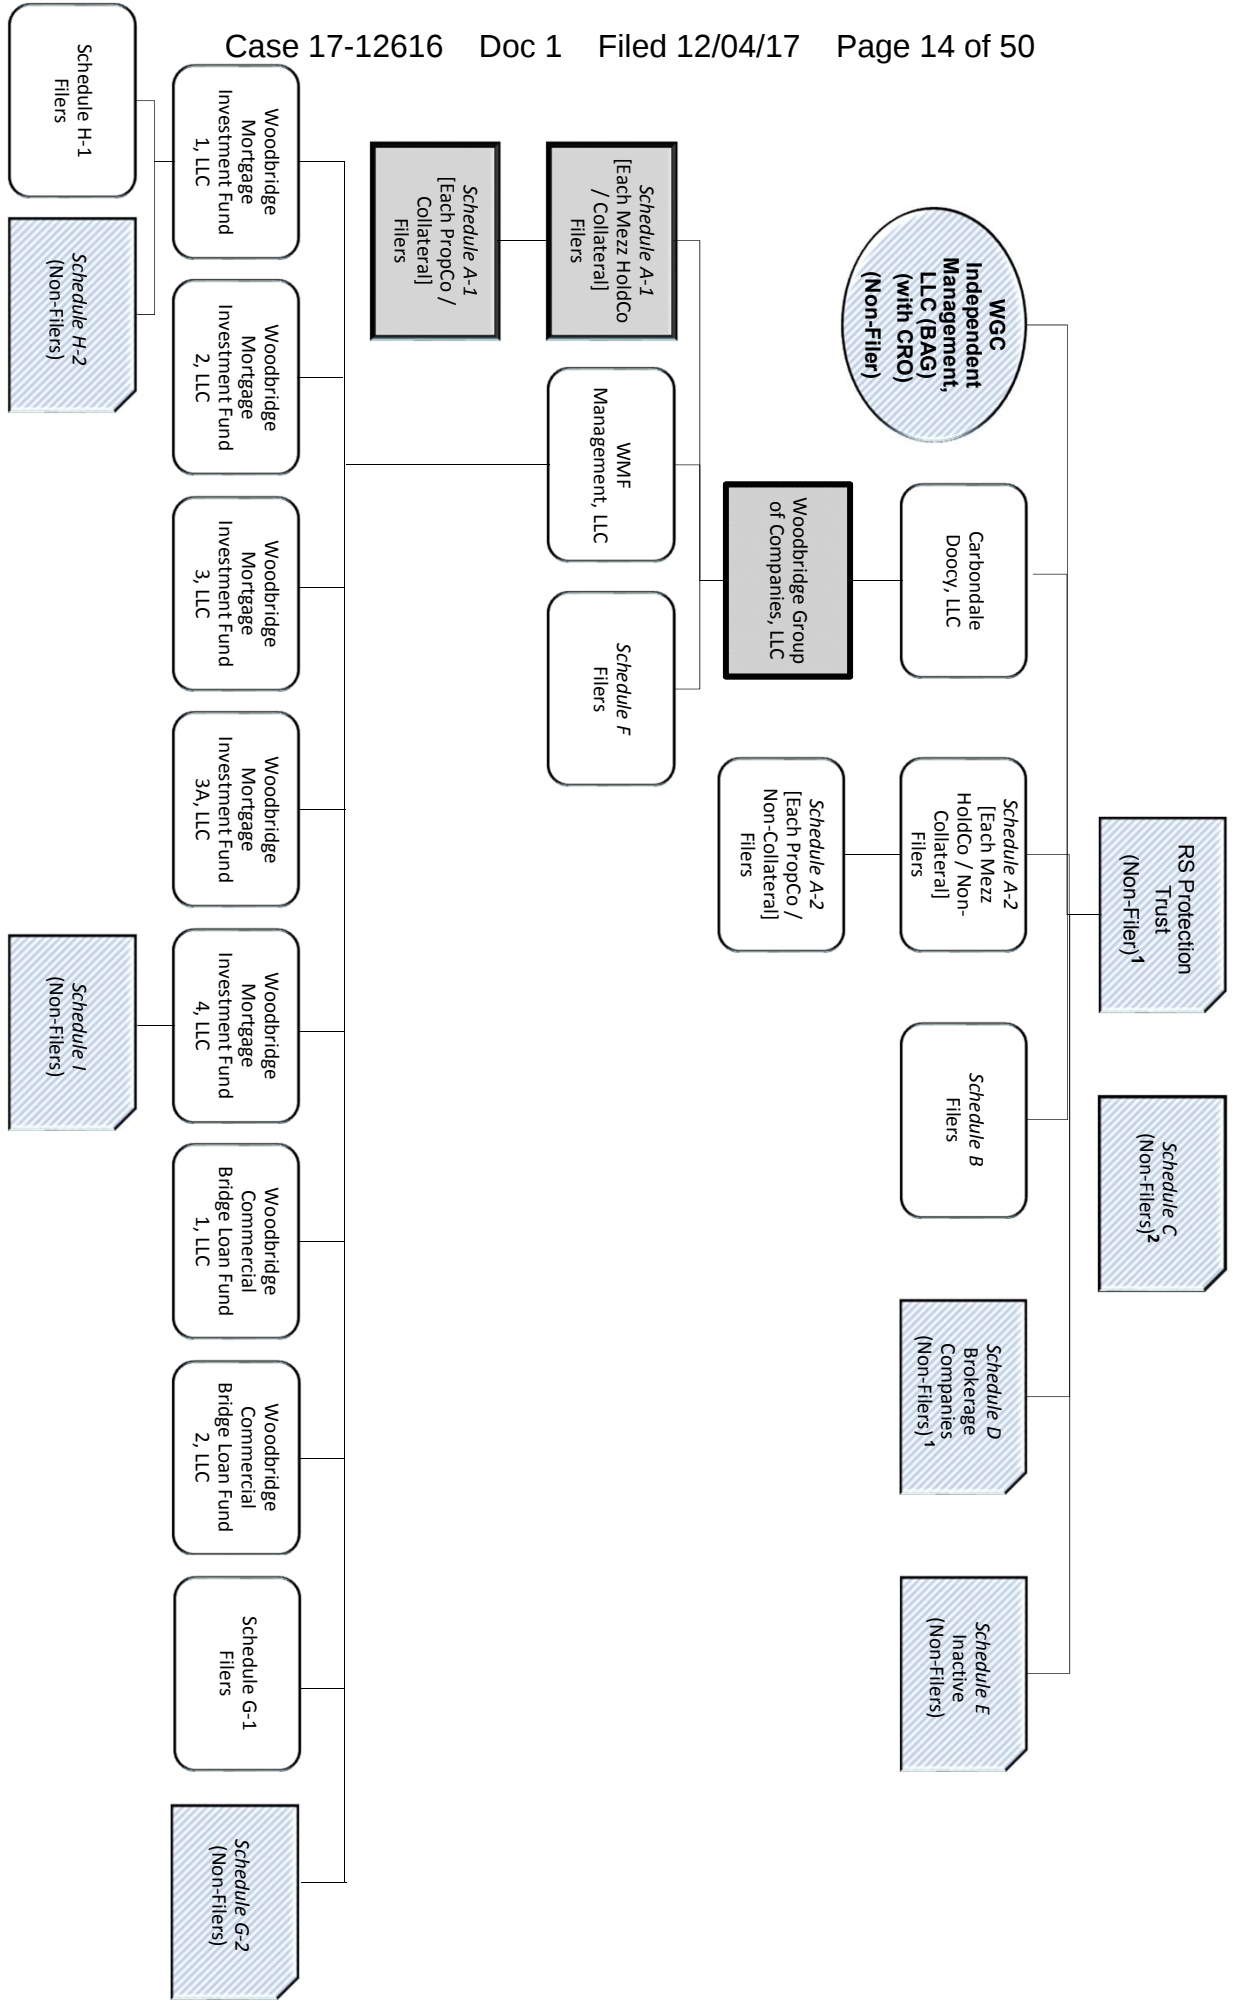 Case 17-12616 Doc 1 Filed 12/04/17 Page 14 of 50
RS Protection
Trust
(Non-Filer)1
Schedule C
(Non-Filers)2
WGC
Independent
Management,
LLC (BAG)
(with CRO)
(Non-Filer)
Carbondale
Doocy, LLC
Schedule A-2
[Each Mezz
HoldCo / Non-
Collateral]
Filers
Schedule B
Filers
Schedule D
Brokerage
Companies
(Non-Filers) 1
Schedule E
Inactive
(Non-Filers)
Woodbridge Group
of Companies, LLC
Schedule A-2
[Each PropCo /
Non-Collateral]
Filers
Schedule A-1
[Each Mezz HoldCo
/ Collateral]
Filers
WMF
Management, LLC
Schedule F
Filers
Schedule A-1
[Each PropCo /
Collateral]
Filers
Woodbridge
Mortgage
Investment Fund
1, LLC
Woodbridge
Mortgage
Investment Fund
2, LLC
Woodbridge
Mortgage
Investment Fund
3, LLC
Woodbridge
Mortgage
Investment Fund
3A, LLC
Woodbridge
Mortgage
Investment Fund
4, LLC
Woodbridge
Commercial
Bridge Loan Fund
1, LLC
Woodbridge
Commercial
Bridge Loan Fund
2, LLC
Schedule G-1
Filers
Schedule G-2
(Non-Filers)
Schedule H-1
Filers
Schedule H-2
(Non-Filers)
Schedule I
(Non-Filers)